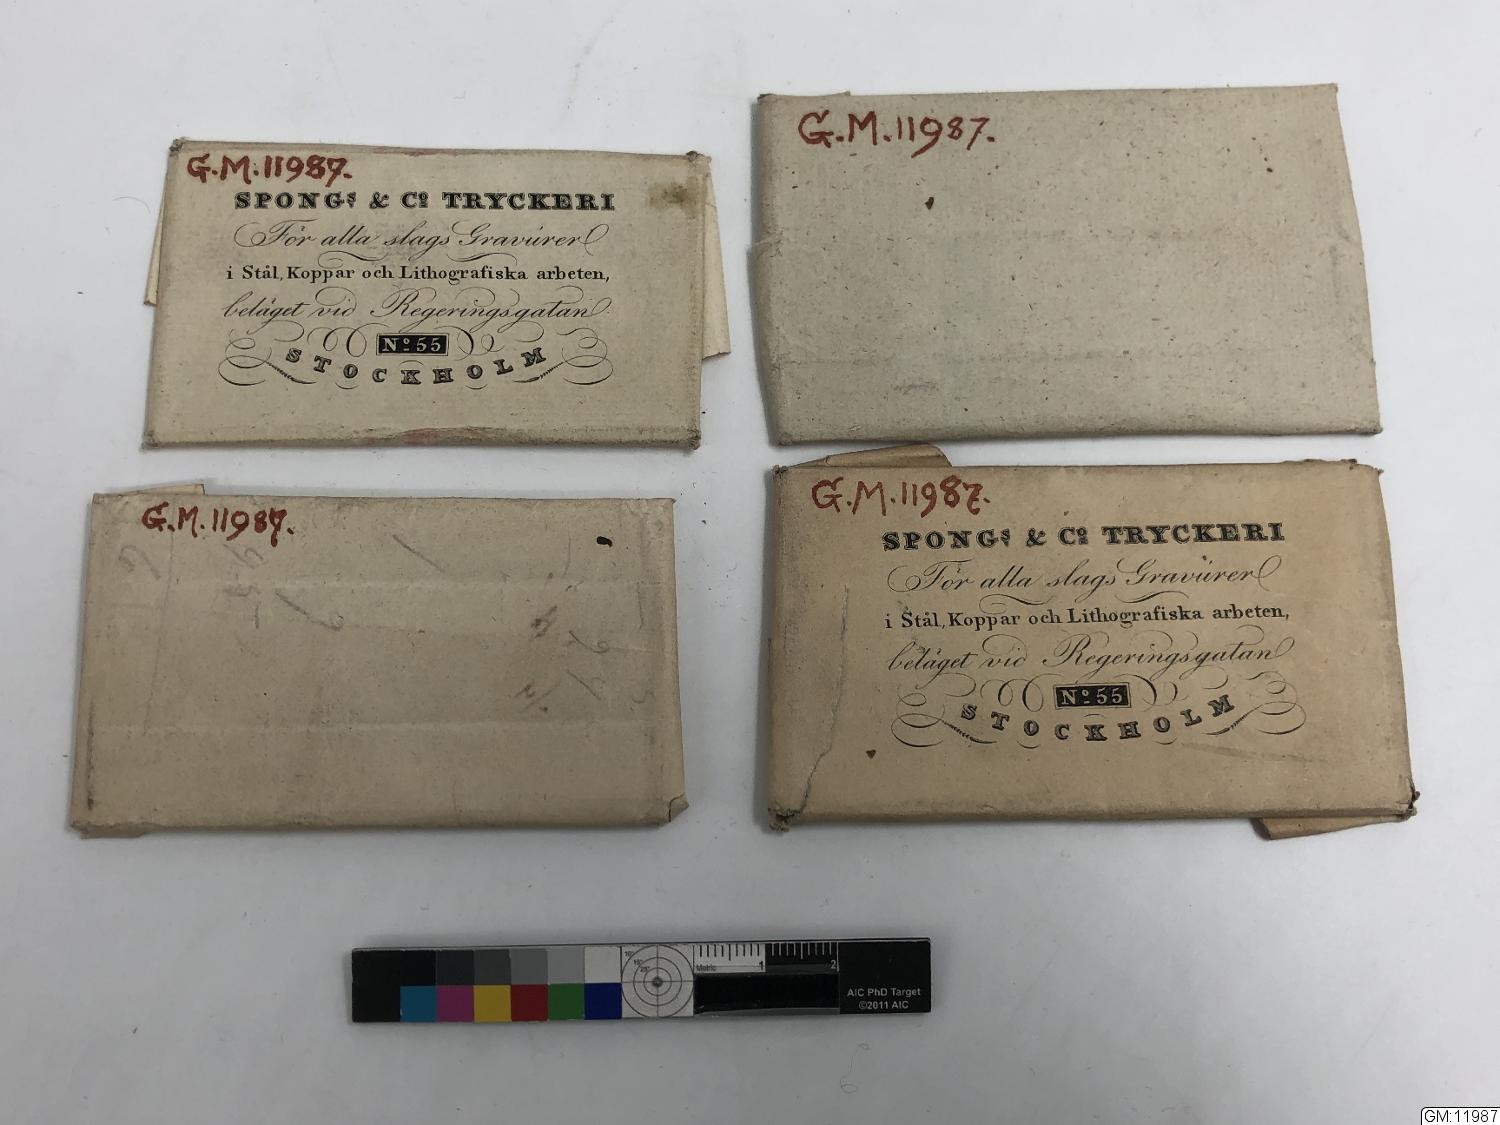 G.M.11987.
SPONGs & Co TRYCKERI
För alla slags Gravürer
i Stål, Koppar och Lithografiska arbeten,
beläget vid Regeringsgatan
No 55
STOCKHOLM
G.M.11987.
G.M.11987.
G.M.11987.
SPONGs & Co TRYCKERI
För alla slags Gravürer
i Stål, Koppar och Lithografiska arbeten,
beläget vid Regeringsgatan
No 55
STOCKHOLM
Metric 1 2
AIC PhD Target
©2011 AIC
GM:11987